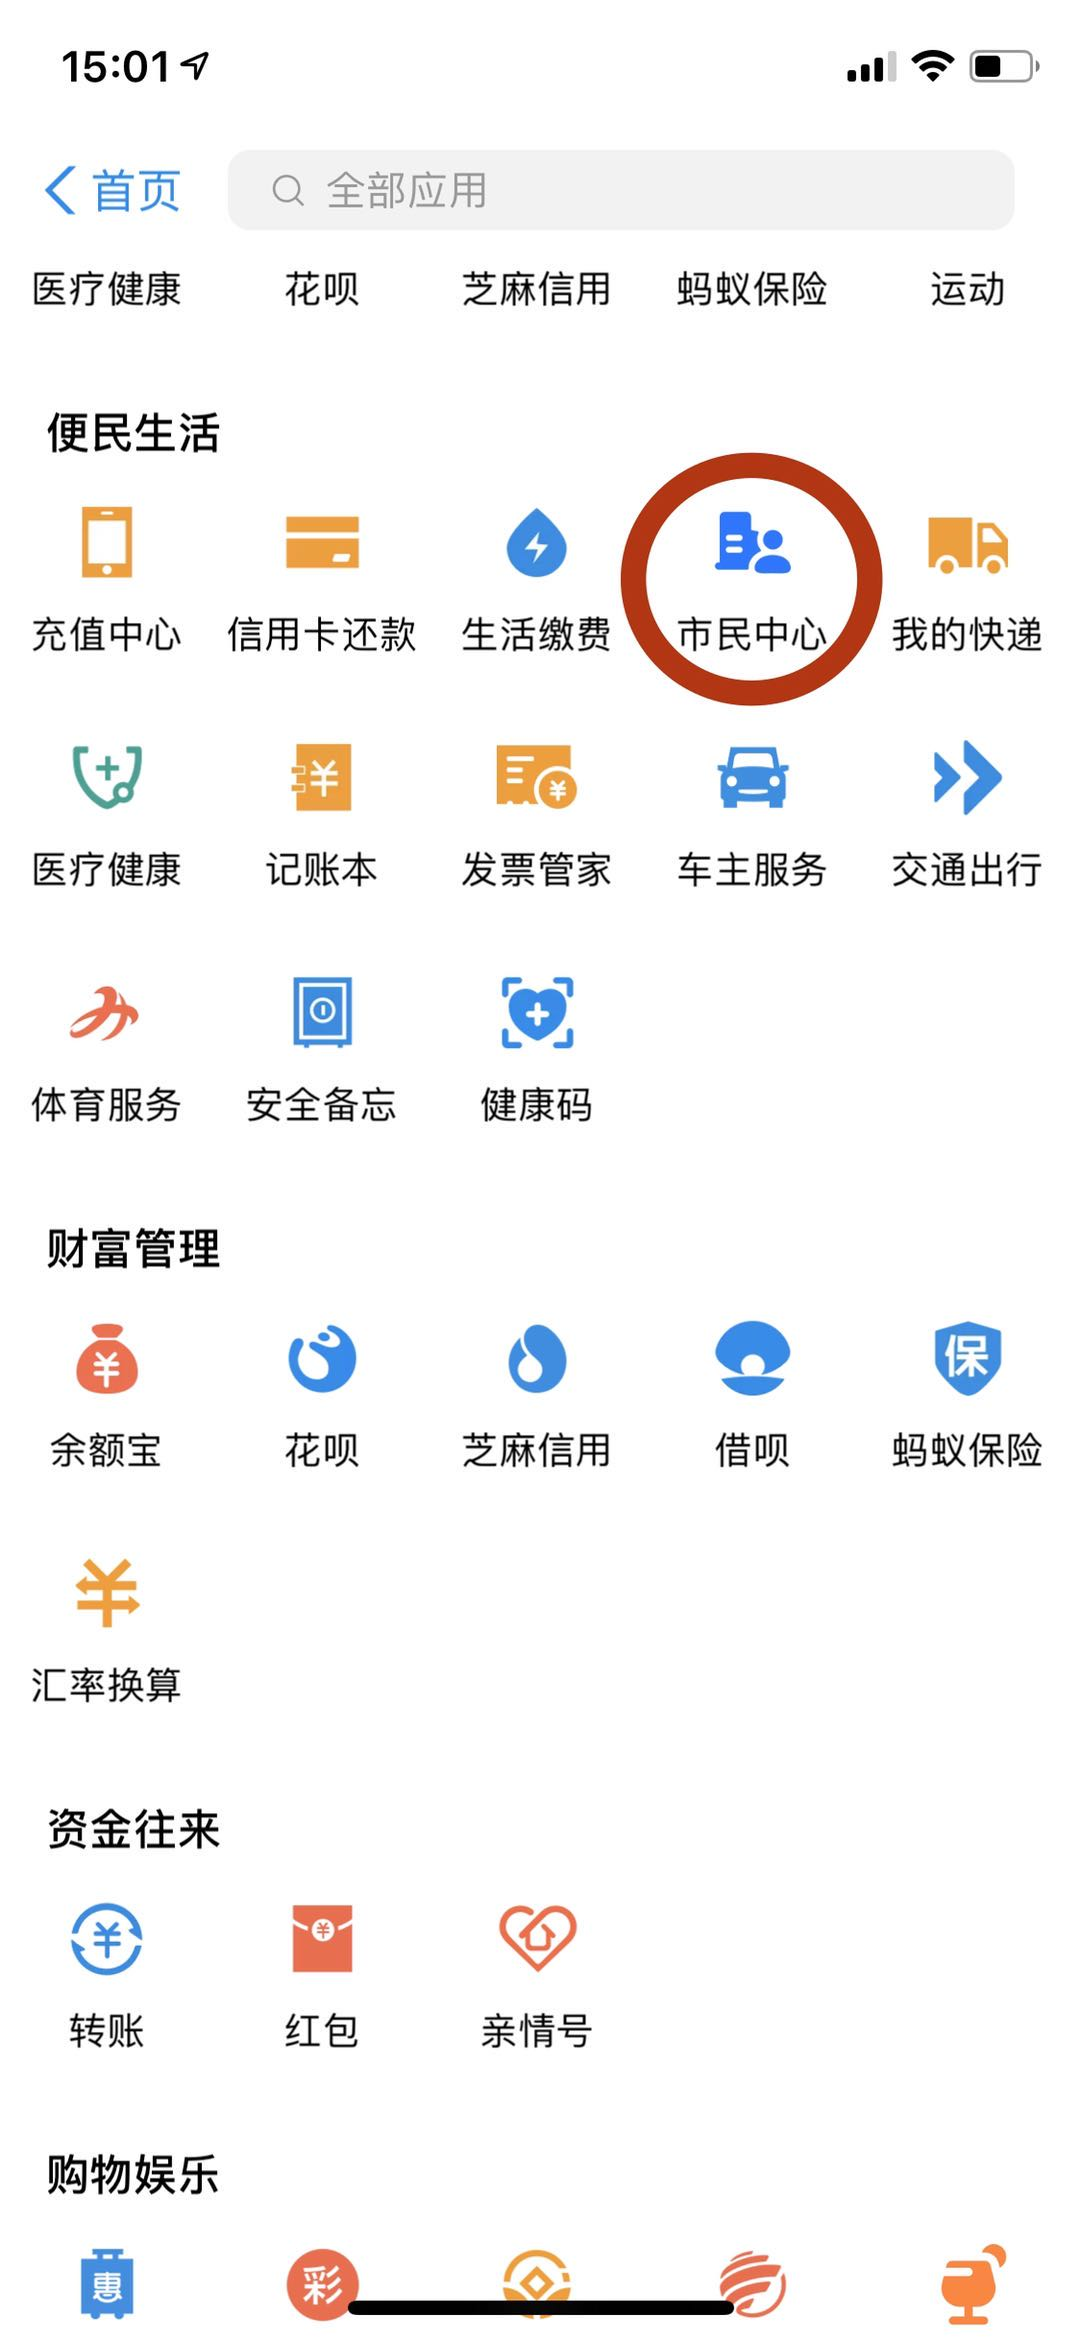 15:01
首页 全部应用
医疗健康 花呗 芝麻信用 蚂蚁保险 运动
便民生活
充值中心 信用卡还款 生活缴费 市民中心 我的快递
医疗健康 记账本 发票管家 车主服务 交通出行
体育服务 安全备忘 健康码
财富管理
保
余额宝 花呗 芝麻信用 借呗 蚂蚁保险
汇率换算
资金往来
转账 红包 亲情号
购物娱乐
惠 彩